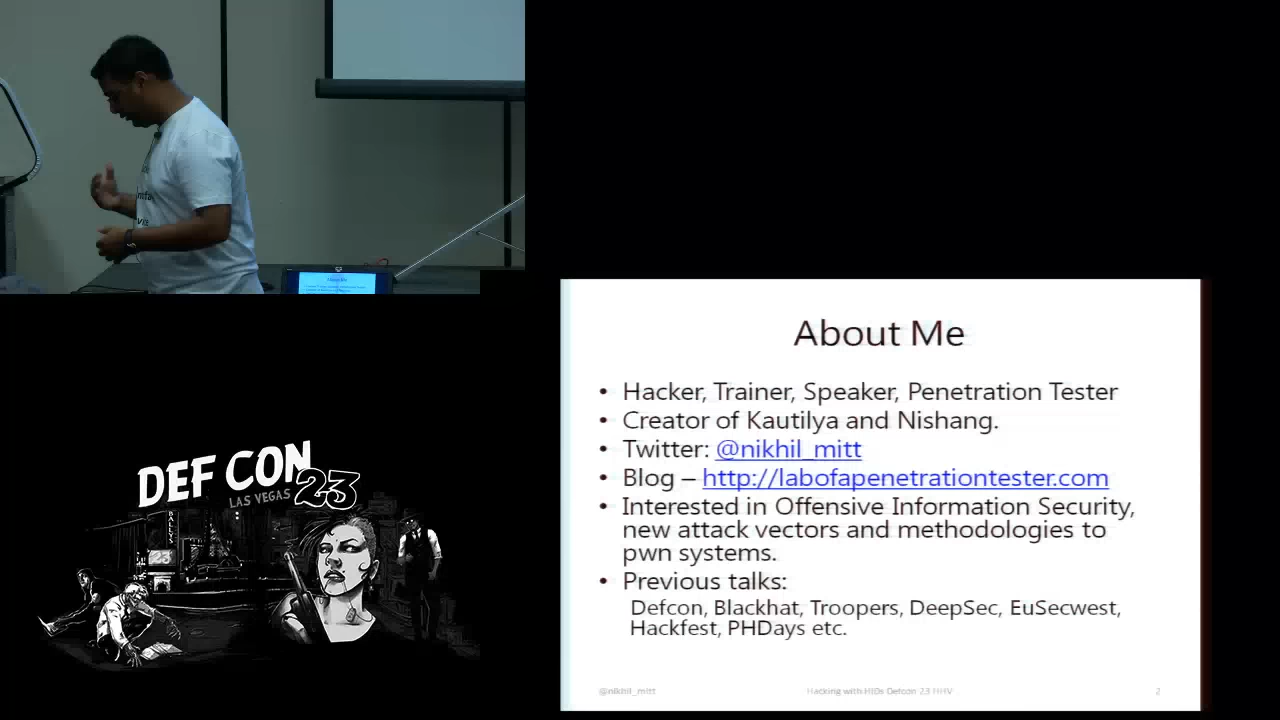 DEF CON
LAS VEGAS 23
BALLY'S
About Me
• Hacker, Trainer, Speaker, Penetration Tester
• Creator of Kautilya and Nishang.
• Twitter: @nikhil_mitt
• Blog – http://labofapenetrationtester.com
• Interested in Offensive Information Security,
new attack vectors and methodologies to
pwn systems.
• Previous talks:
Defcon, Blackhat, Troopers, DeepSec, EuSecwest,
Hackfest, PHDays etc.
@nikhil_mitt
Hacking with HIDs Defcon 23 HHV
2